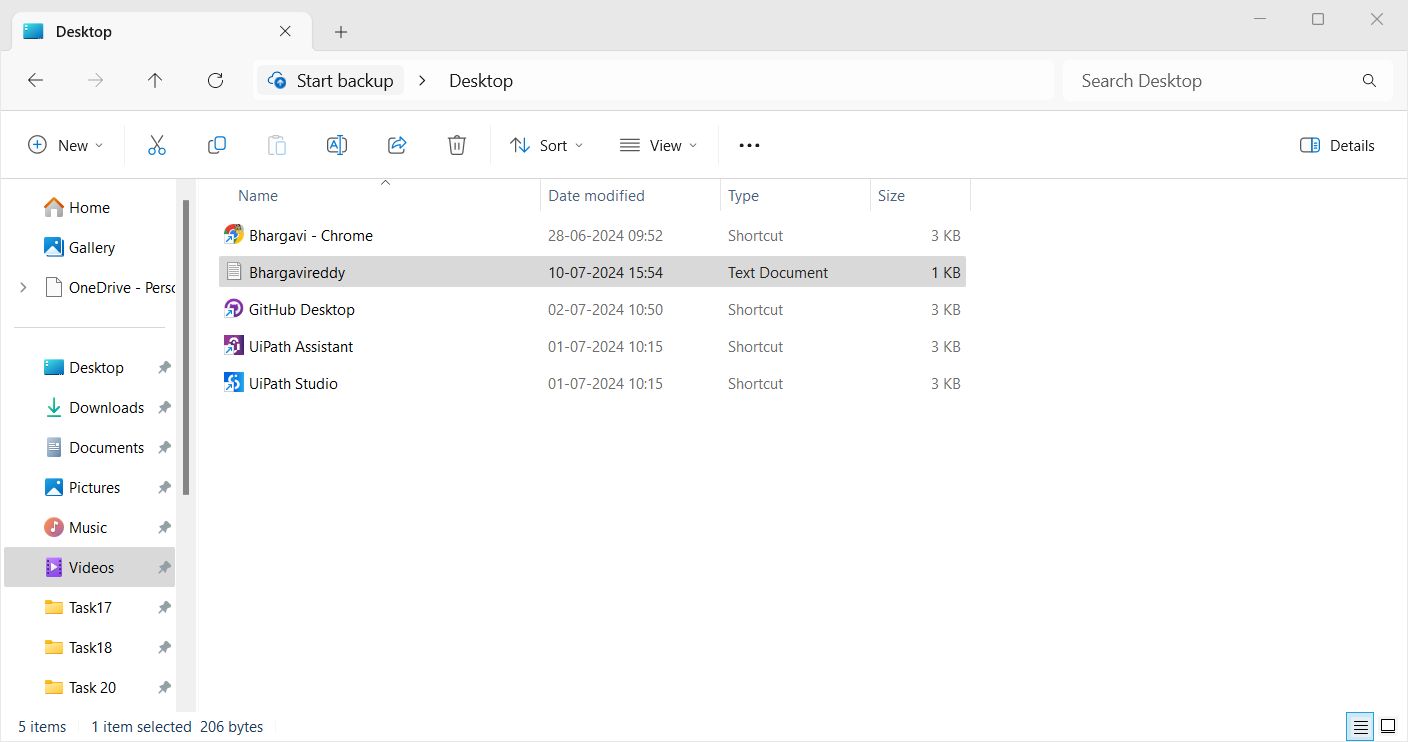 Desktop
Start backup > Desktop
Search Desktop
New
Sort
View
Details
Home
Gallery
OneDrive - Perso
Desktop
Downloads
Documents
Pictures
Music
Videos
Task17
Task18
Task 20
Name Date modified Type Size
Bhargavi - Chrome 28-06-2024 09:52 Shortcut 3 KB
Bhargavireddy 10-07-2024 15:54 Text Document 1 KB
GitHub Desktop 02-07-2024 10:50 Shortcut 3 KB
UiPath Assistant 01-07-2024 10:15 Shortcut 3 KB
UiPath Studio 01-07-2024 10:15 Shortcut 3 KB
5 items 1 item selected 206 bytes